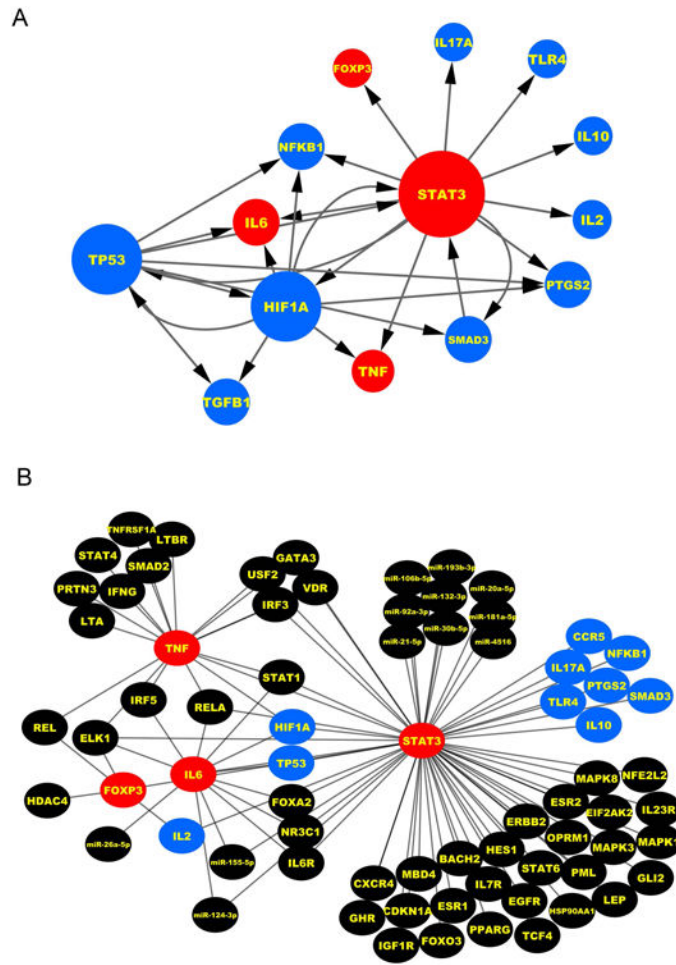 A
IL17A
TLR4
FOXP3
IL10
NFKB1
STAT3
IL6
IL2
TP53
PTGS2
HIF1A
SMAD3
TNF
TGFB1
B
TNFRSF1A
LTBR
STAT4
SMAD2
PRTN3
IFNG
LTA
GATA3
USF2
VDR
IRF3
miR-193b-3p
miR-106b-5p
miR-20a-5p
miR-132-3p
miR-92a-3p
miR-181a-5p
miR-30b-5p
miR-21-5p
miR-4516
CCR5
NFKB1
IL17A
PTGS2
SMAD3
TLR4
IL10
TNF
STAT1
IRF5
RELA
REL
HIF1A
ELK1
STAT3
TP53
IL6
FOXP3
HDAC4
FOXA2
IL2
NR3C1
miR-26a-5p
miR-155-5p
IL6R
miR-124-3p
MAPK8
NFE2L2
ESR2
EIF2AK2
IL23R
ERBB2
OPRM1
MAPK3
MAPK1
HES1
BACH2
STAT6
PML
GLI2
MBD4
CXCR4
IL7R
EGFR
LEP
CDKN1A
ESR1
HSP90AA1
GHR
PPARG
TCF4
IGF1R
FOXO3